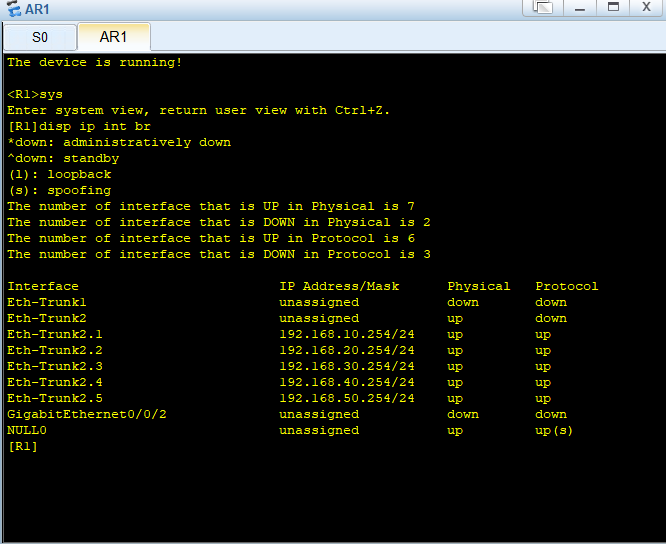 AR1
S0 AR1
The device is running!
<R1>sys
Enter system view, return user view with Ctrl+Z.
[R1]disp ip int br
*down: administratively down
^down: standby
(l): loopback
(s): spoofing
The number of interface that is UP in Physical is 7
The number of interface that is DOWN in Physical is 2
The number of interface that is UP in Protocol is 6
The number of interface that is DOWN in Protocol is 3
Interface IP Address/Mask Physical Protocol
Eth-Trunk1 unassigned down down
Eth-Trunk2 unassigned up down
Eth-Trunk2.1 192.168.10.254/24 up up
Eth-Trunk2.2 192.168.20.254/24 up up
Eth-Trunk2.3 192.168.30.254/24 up up
Eth-Trunk2.4 192.168.40.254/24 up up
Eth-Trunk2.5 192.168.50.254/24 up up
GigabitEthernet0/0/2 unassigned down down
NULL0 unassigned up up(s)
[R1]